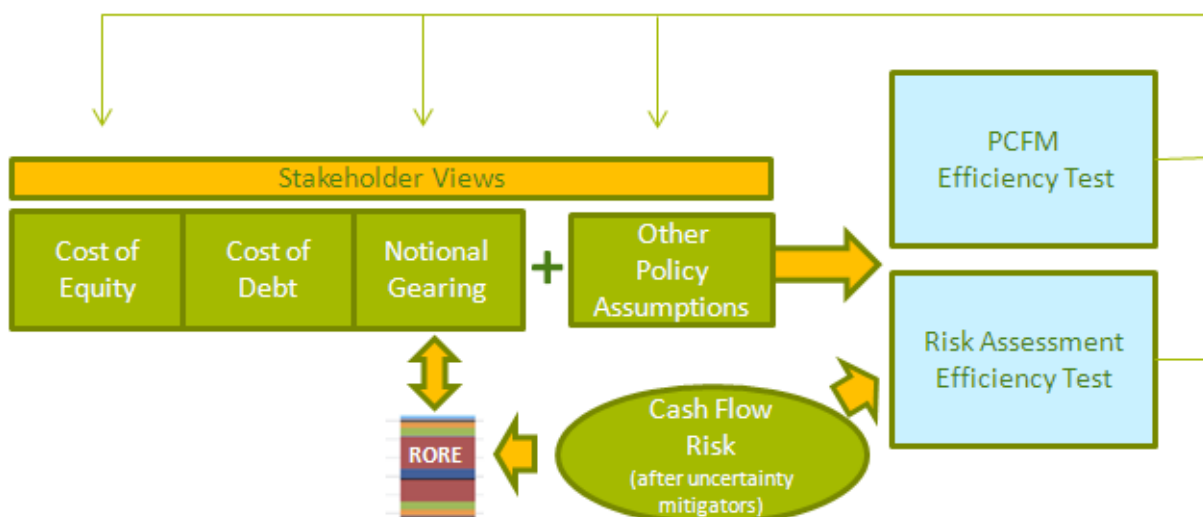 Stakeholder Views
Cost of
Equity
Cost of
Debt
Notional
Gearing
+
Other
Policy
Assumptions
PCFM
Efficiency Test
Risk Assessment
Efficiency Test
RORE
Cash Flow
Risk
(after uncertainty
mitigators)